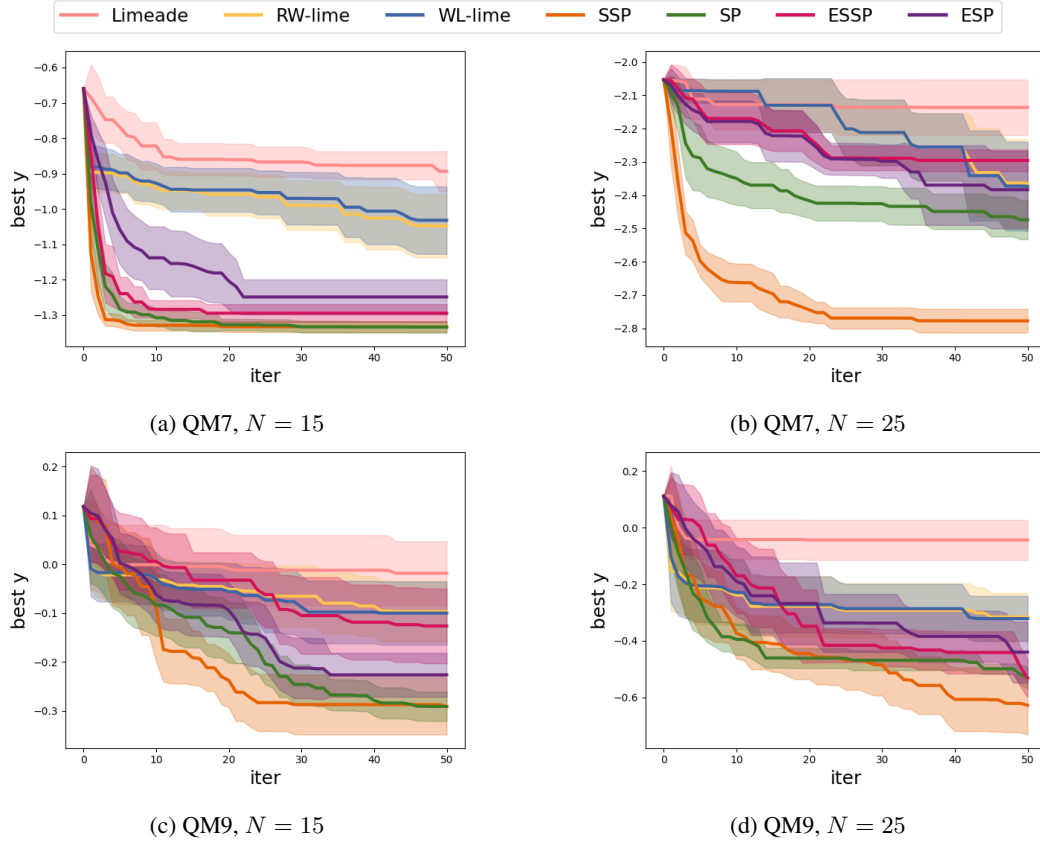 Limeade RW-lime WL-lime SSP SP ESSP ESP
−0.6
−0.7
−0.8
−0.9
−1.0
−1.1
−1.2
−1.3
best y
0 10 20 30 40 50
iter
(a) QM7, N = 15
−2.0
−2.1
−2.2
−2.3
−2.4
−2.5
−2.6
−2.7
−2.8
best y
0 10 20 30 40 50
iter
(b) QM7, N = 25
0.2
0.1
0.0
−0.1
−0.2
−0.3
best y
0 10 20 30 40 50
iter
(c) QM9, N = 15
0.2
0.0
−0.2
−0.4
−0.6
best y
0 10 20 30 40 50
iter
(d) QM9, N = 25